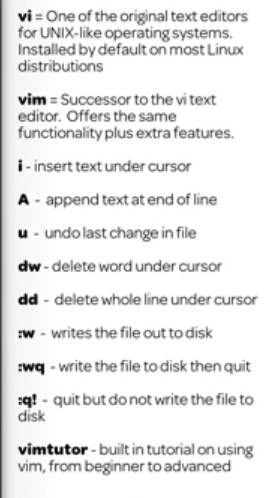 vi = One of the original text editors
for UNIX-like operating systems.
Installed by default on most Linux
distributions
vim = Successor to the vi text
editor. Offers the same
functionality plus extra features.
i - insert text under cursor
A - append text at end of line
u - undo last change in file
dw - delete word under cursor
dd - delete whole line under cursor
:w - writes the file out to disk
:wq - write the file to disk then quit
:q! - quit but do not write the file to
disk
vimtutor - built in tutorial on using
vim, from beginner to advanced